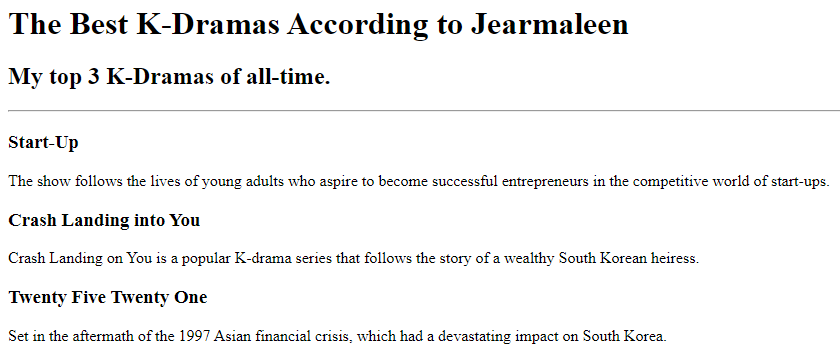 The Best K-Dramas According to Jearmaleen
My top 3 K-Dramas of all-time.
Start-Up
The show follows the lives of young adults who aspire to become successful entrepreneurs in the competitive world of start-ups.
Crash Landing into You
Crash Landing on You is a popular K-drama series that follows the story of a wealthy South Korean heiress.
Twenty Five Twenty One
Set in the aftermath of the 1997 Asian financial crisis, which had a devastating impact on South Korea.